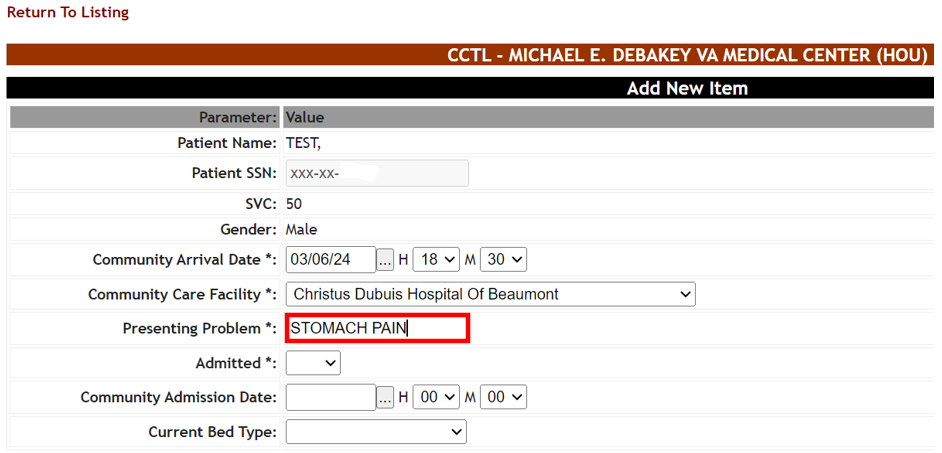 Return To Listing
CCTL - MICHAEL E. DEBAKEY VA MEDICAL CENTER (HOU)
Add New Item
Parameter: Value
Patient Name: TEST,
Patient SSN: xxx-xx-
SVC: 50
Gender: Male
Community Arrival Date *: 03/06/24 ... H 18 M 30
Community Care Facility *: Christus Dubuis Hospital Of Beaumont
Presenting Problem *: STOMACH PAIN
Admitted *:
Community Admission Date: ... H 00 M 00
Current Bed Type: